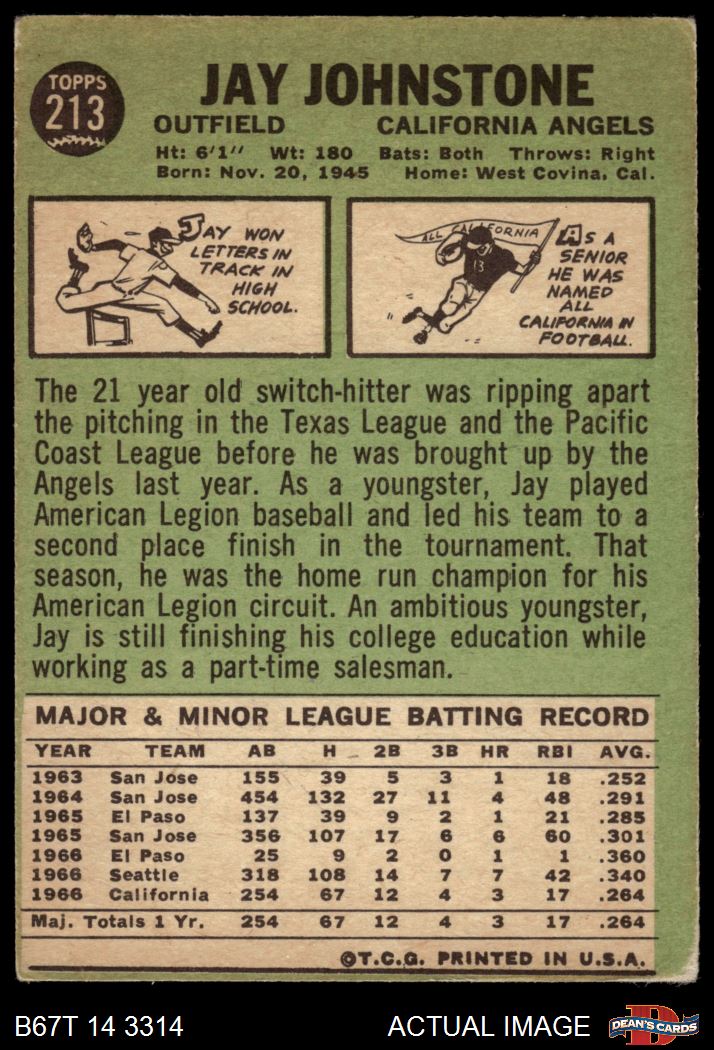 TOPPS
213
JAY JOHNSTONE
OUTFIELD CALIFORNIA ANGELS
Ht: 6'1" Wt: 180 Bats: Both Throws: Right
Born: Nov. 20, 1945 Home: West Covina, Cal.
JAY WON
LETTERS IN
TRACK IN
HIGH
SCHOOL.
ALL CALIFORNIA
13
AS A
SENIOR
HE WAS
NAMED
ALL
CALIFORNIA IN
FOOTBALL.
The 21 year old switch-hitter was ripping apart
the pitching in the Texas League and the Pacific
Coast League before he was brought up by the
Angels last year. As a youngster, Jay played
American Legion baseball and led his team to a
second place finish in the tournament. That
season, he was the home run champion for his
American Legion circuit. An ambitious youngster,
Jay is still finishing his college education while
working as a part-time salesman.
MAJOR & MINOR LEAGUE BATTING RECORD
YEAR TEAM AB H 2B 3B HR RBI AVG.
1963 San Jose 155 39 5 3 1 18 .252
1964 San Jose 454 132 27 11 4 48 .291
1965 El Paso 137 39 9 2 1 21 .285
1965 San Jose 356 107 17 6 6 60 .301
1966 El Paso 25 9 2 0 1 1 .360
1966 Seattle 318 108 14 7 7 42 .340
1966 California 254 67 12 4 3 17 .264
Maj. Totals 1 Yr. 254 67 12 4 3 17 .264
©T.C.G. PRINTED IN U.S.A.
B67T 14 3314 ACTUAL IMAGE
D
DEAN'S CARDS